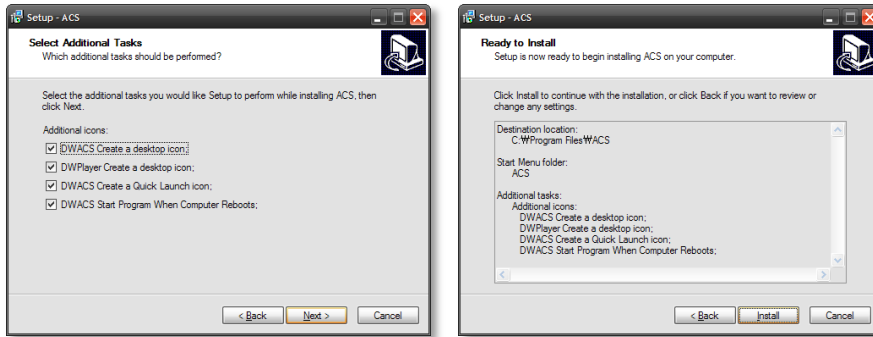 Setup - ACS
Select Additional Tasks
Which additional tasks should be performed?
Select the additional tasks you would like Setup to perform while installing ACS, then
click Next.
Additional icons:
DWACS Create a desktop icon;
DWPlayer Create a desktop icon;
DWACS Create a Quick Launch icon;
DWACS Start Program When Computer Reboots;
< Back
Next >
Cancel
Setup - ACS
Ready to Install
Setup is now ready to begin installing ACS on your computer.
Click Install to continue with the installation, or click Back if you want to review or
change any settings.
Destination location:
C:₩Program Files₩ACS
Start Menu folder:
ACS
Additional tasks:
Additional icons:
DWACS Create a desktop icon;
DWPlayer Create a desktop icon;
DWACS Create a Quick Launch icon;
DWACS Start Program When Computer Reboots;
< Back
Install
Cancel